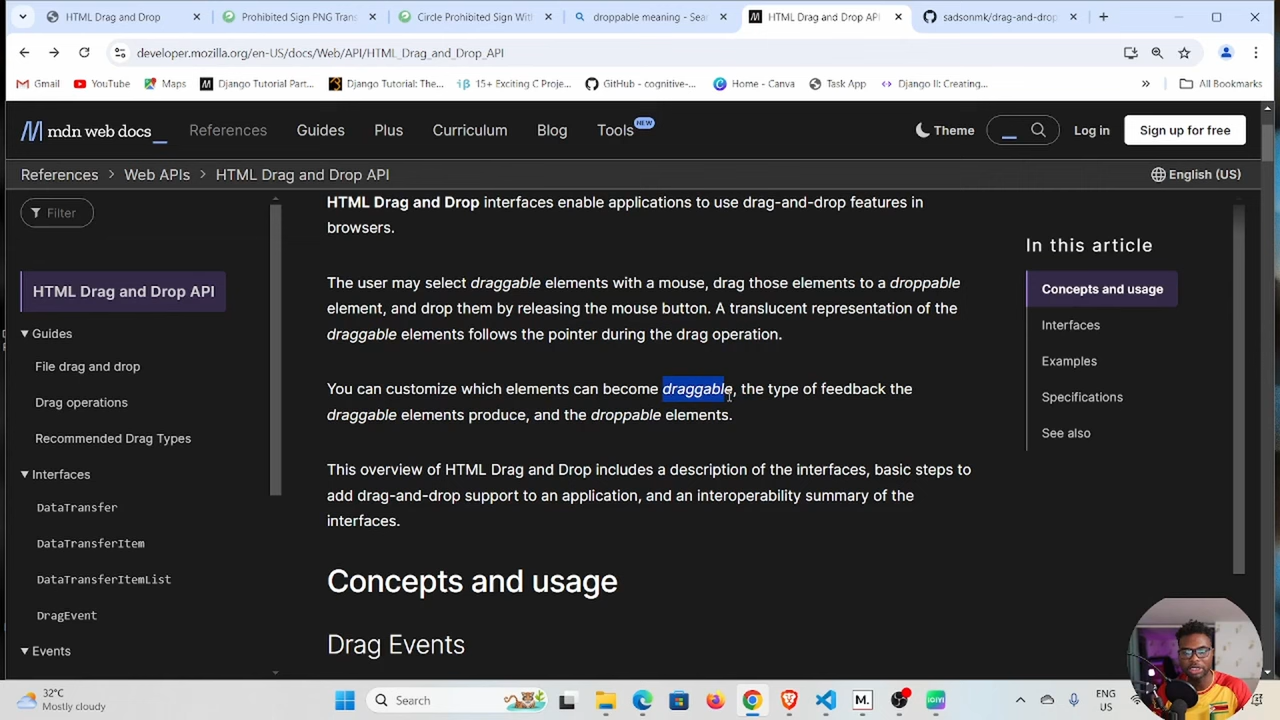 HTML Drag and Drop
Prohibited Sign PNG Tran
Circle Prohibited Sign With
droppable meaning - Sea
HTML Drag and Drop API
sadsonmk/drag-and-drop
developer.mozilla.org/en-US/docs/Web/API/HTML_Drag_and_Drop_API
Gmail
YouTube
Maps
Django Tutorial Part...
Django Tutorial: The...
15+ Exciting C Projec...
GitHub - cognitive-...
Home - Canva
Task App
Django II: Creating...
»
All Bookmarks
mdn web docs
References
Guides
Plus
Curriculum
Blog
Tools NEW
Theme
Log in
Sign up for free
References > Web APIs > HTML Drag and Drop API
English (US)
Filter
HTML Drag and Drop API
Guides
File drag and drop
Drag operations
Recommended Drag Types
Interfaces
DataTransfer
DataTransferItem
DataTransferItemList
DragEvent
Events
HTML Drag and Drop interfaces enable applications to use drag-and-drop features in
browsers.
The user may select draggable elements with a mouse, drag those elements to a droppable
element, and drop them by releasing the mouse button. A translucent representation of the
draggable elements follows the pointer during the drag operation.
You can customize which elements can become draggable, the type of feedback the
draggable elements produce, and the droppable elements.
This overview of HTML Drag and Drop includes a description of the interfaces, basic steps to
add drag-and-drop support to an application, and an interoperability summary of the
interfaces.
Concepts and usage
Drag Events
In this article
Concepts and usage
Interfaces
Examples
Specifications
See also
32°C
Mostly cloudy
Search
M.
ENG
US